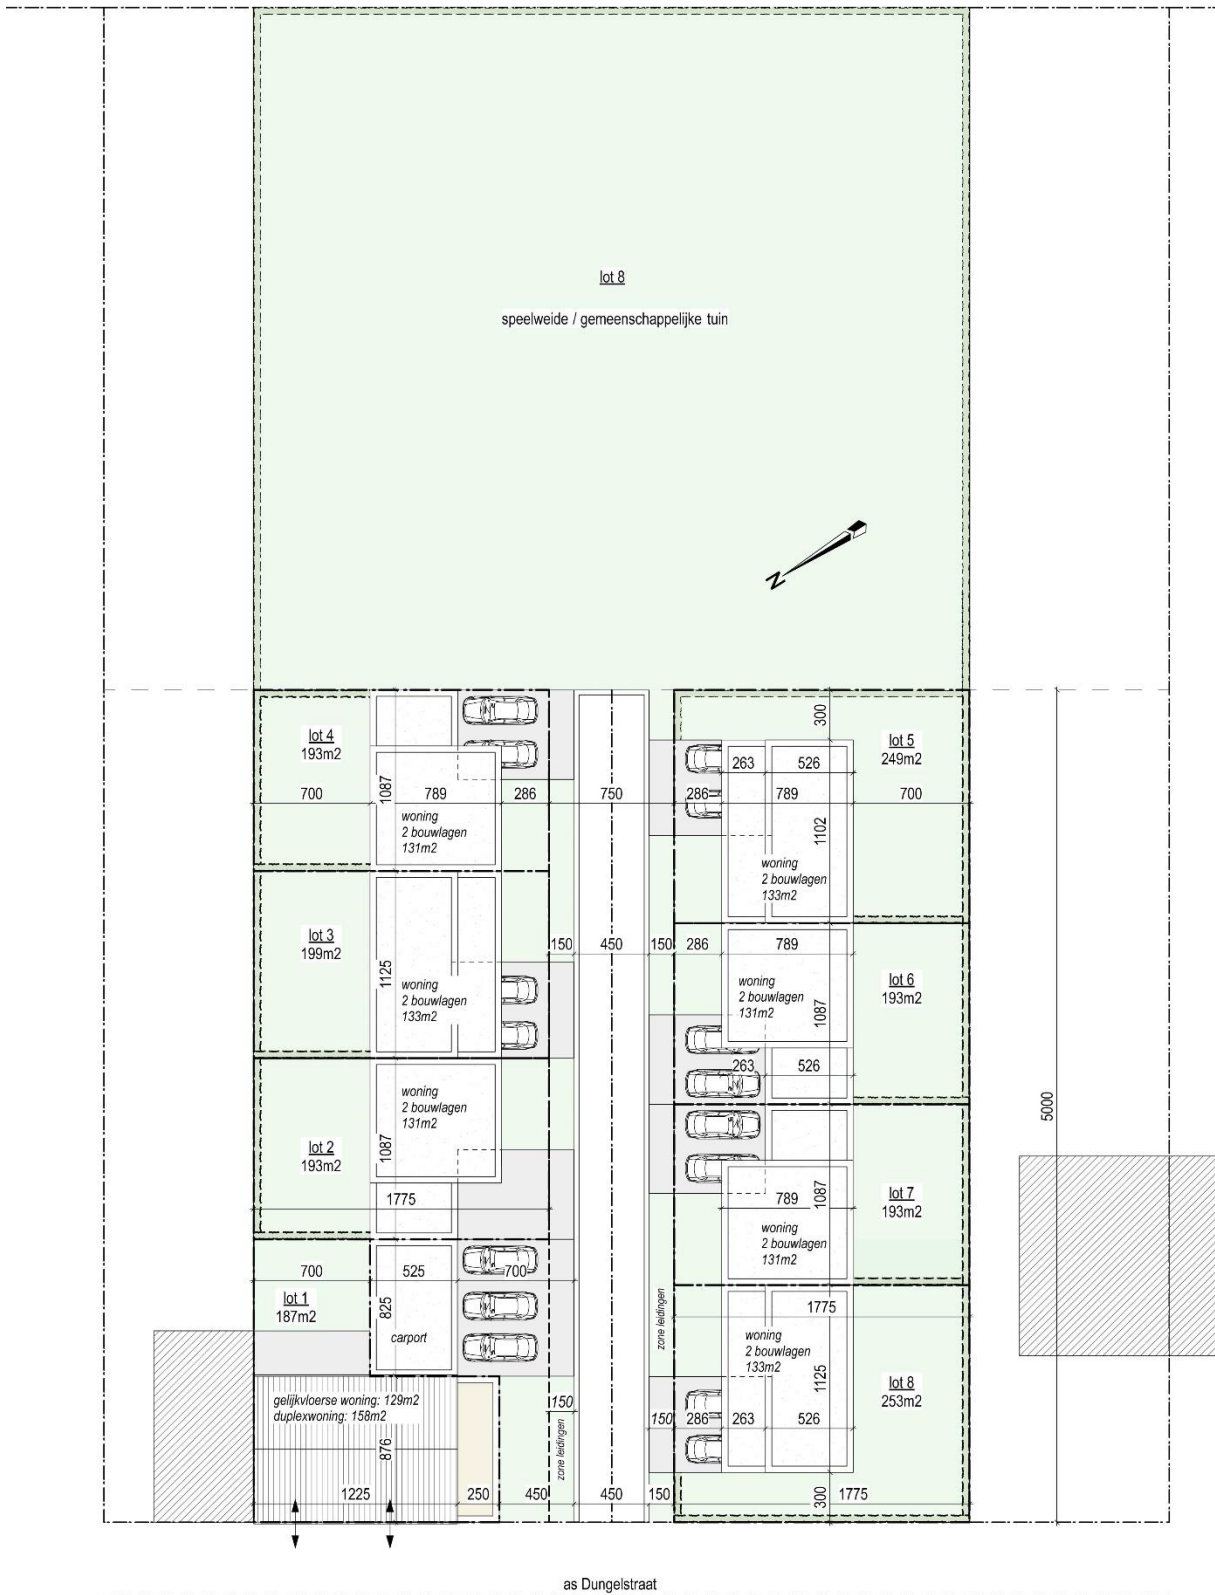 lot 8
speelweide / gemeenschappelijke tuin
N
lot 4
193m2
700
1087
789
286
woning
2 bouwlagen
131m2
750
300
263
526
lot 5
249m2
286
789
700
1102
woning
2 bouwlagen
133m2
lot 3
199m2
1125
woning
2 bouwlagen
133m2
150
450
150
286
789
lot 6
193m2
woning
2 bouwlagen
131m2
1087
263
526
lot 2
193m2
woning
2 bouwlagen
131m2
1087
1775
5000
789
1087
lot 7
193m2
woning
2 bouwlagen
131m2
700
525
700
lot 1
187m2
825
carport
zone leidingen
1775
woning
2 bouwlagen
133m2
1125
lot 8
253m2
gelijkvloerse woning: 129m2
duplexwoning: 158m2
876
150
zone leidingen
150
286
263
526
1225
250
450
450
150
300
1775
as Dungelstraat